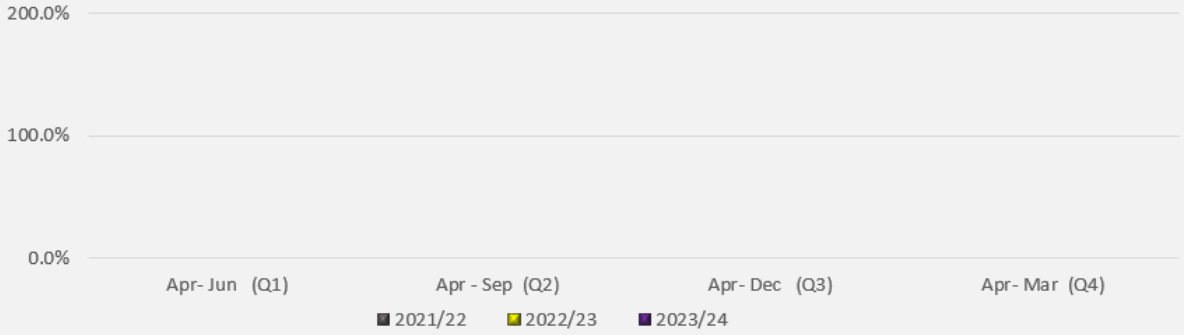 200.0%
100.0%
0.0%
Apr- Jun (Q1) Apr - Sep (Q2) Apr- Dec (Q3) Apr- Mar (Q4)
2021/22 2022/23 2023/24